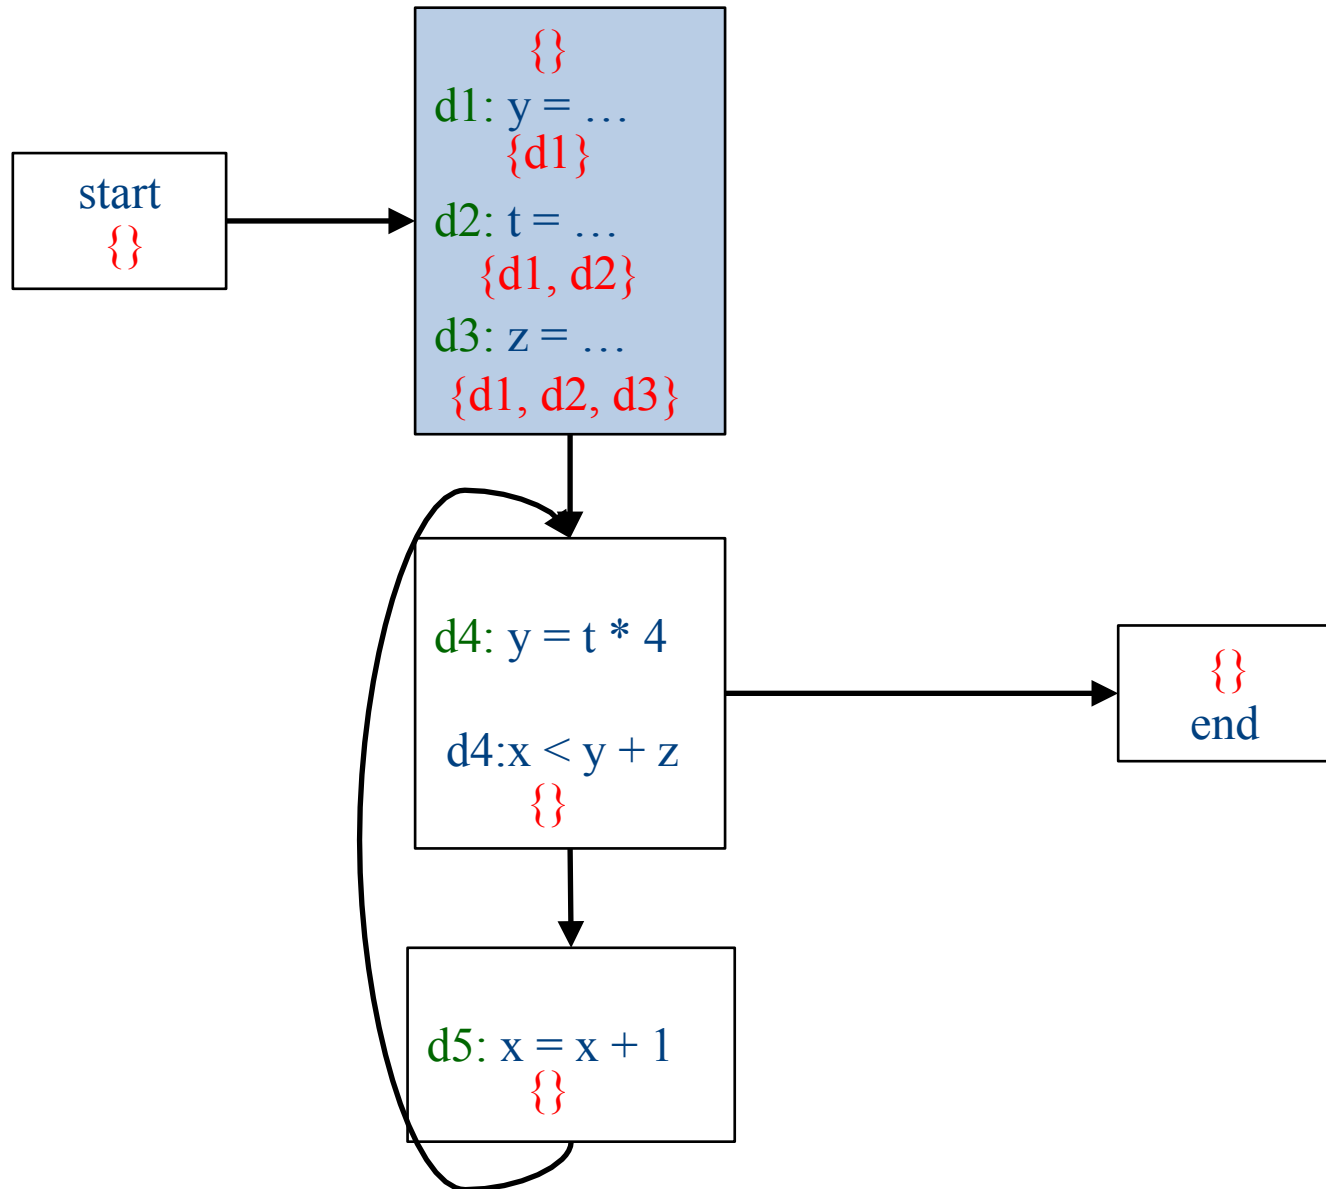 start
{}
{}
d1: y = …
{d1}
d2: t = …
{d1, d2}
d3: z = …
{d1, d2, d3}
d4: y = t * 4
d4:x < y + z
{}
{}
end
d5: x = x + 1
{}